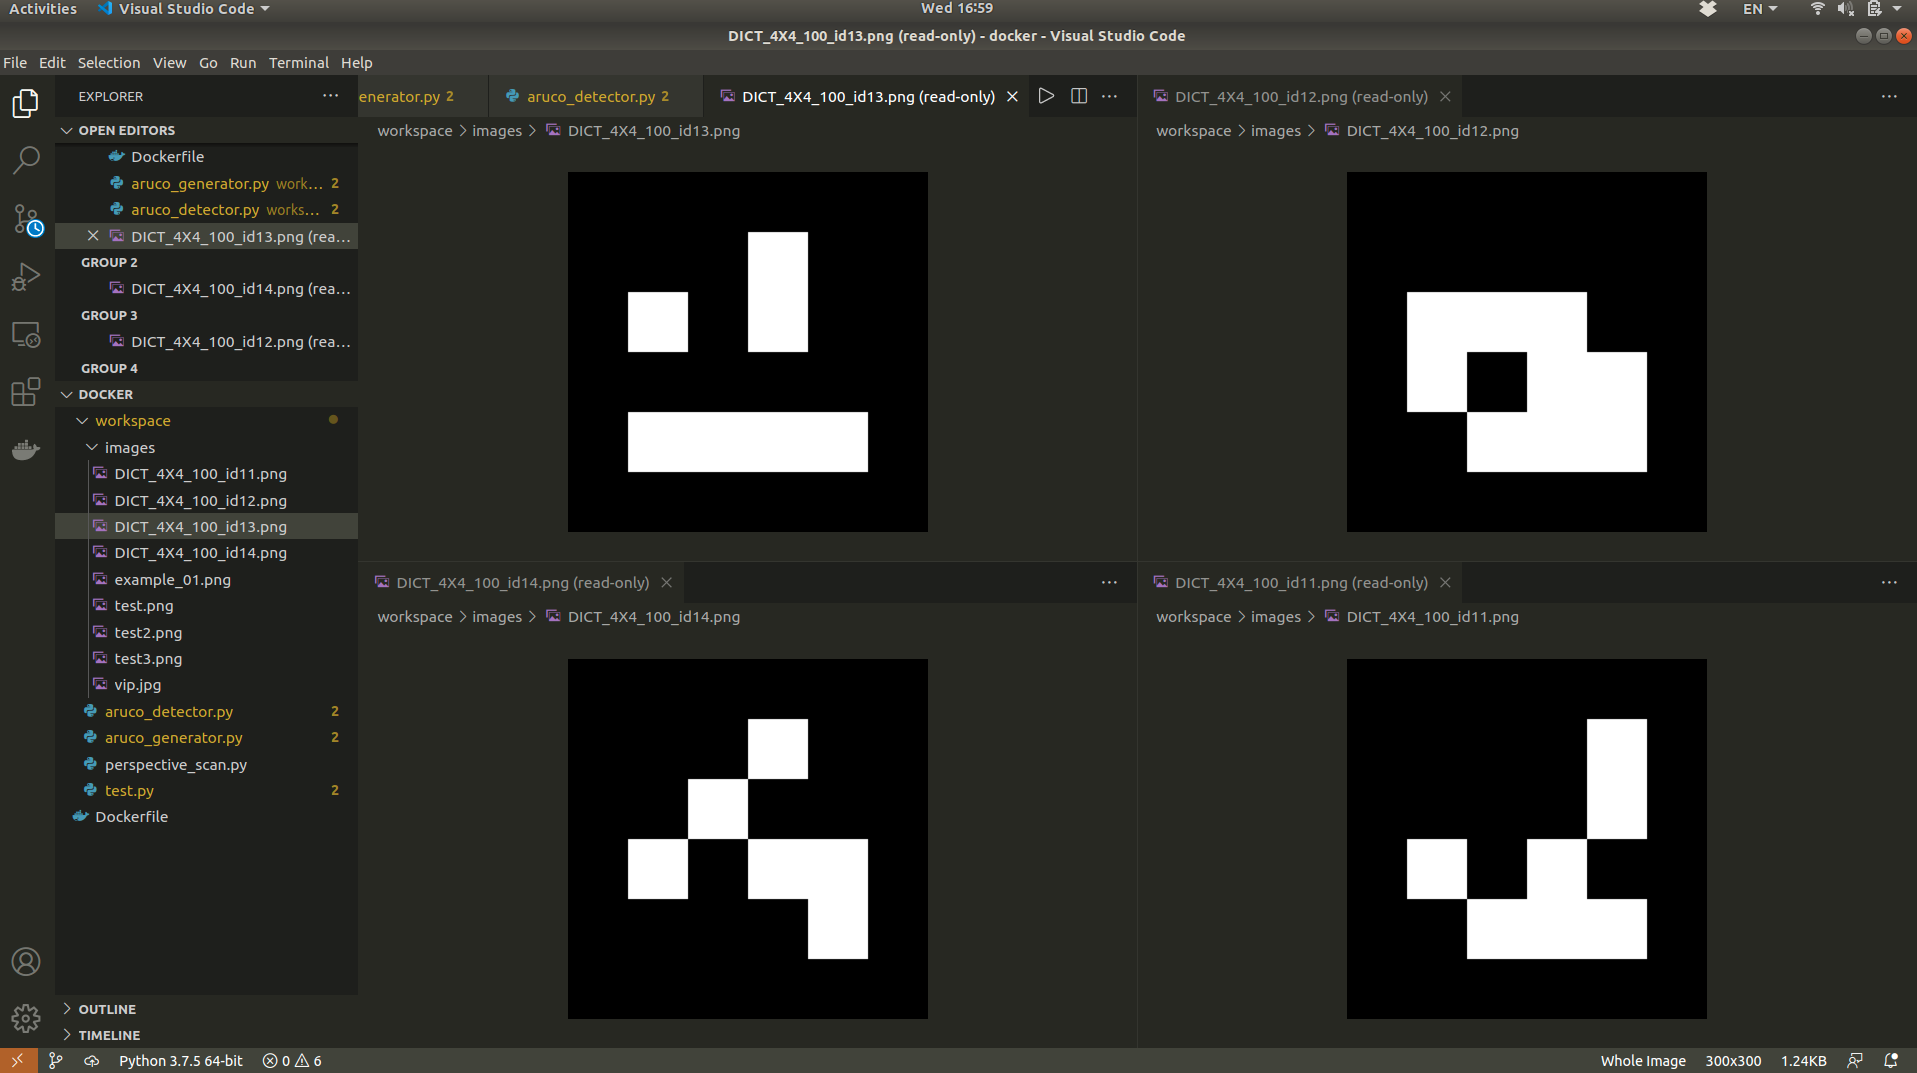 Activities Visual Studio Code Wed 16:59 EN
DICT_4X4_100_id13.png (read-only) - docker - Visual Studio Code
File Edit Selection View Go Run Terminal Help
EXPLORER
OPEN EDITORS
Dockerfile
aruco_generator.py work... 2
aruco_detector.py works... 2
DICT_4X4_100_id13.png (rea...
GROUP 2
DICT_4X4_100_id14.png (rea...
GROUP 3
DICT_4X4_100_id12.png (rea...
GROUP 4
DOCKER
workspace
images
DICT_4X4_100_id11.png
DICT_4X4_100_id12.png
DICT_4X4_100_id13.png
DICT_4X4_100_id14.png
example_01.png
test.png
test2.png
test3.png
vip.jpg
aruco_detector.py 2
aruco_generator.py 2
perspective_scan.py
test.py 2
Dockerfile
OUTLINE
TIMELINE
enerator.py 2 aruco_detector.py 2 DICT_4X4_100_id13.png (read-only)
workspace > images > DICT_4X4_100_id13.png
DICT_4X4_100_id12.png (read-only)
workspace > images > DICT_4X4_100_id12.png
DICT_4X4_100_id14.png (read-only)
workspace > images > DICT_4X4_100_id14.png
DICT_4X4_100_id11.png (read-only)
workspace > images > DICT_4X4_100_id11.png
Python 3.7.5 64-bit 0 6 Whole Image 300x300 1.24KB